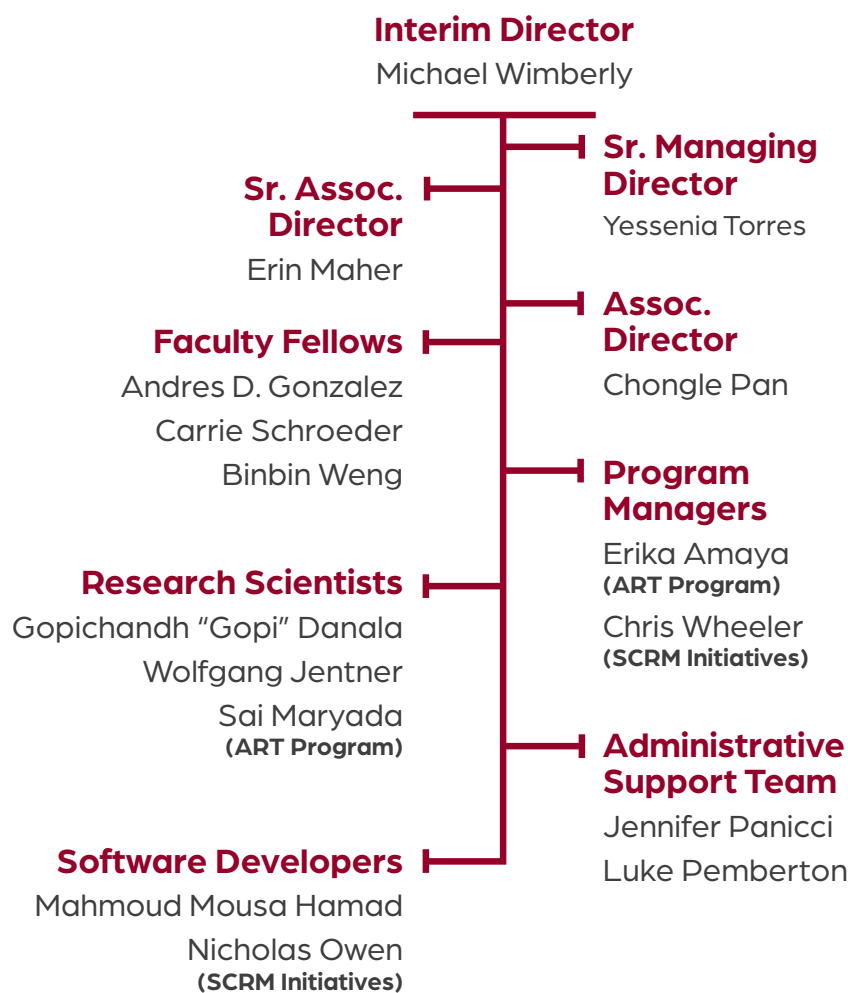 Interim Director
Michael Wimberly
Sr. Managing
Director
Yessenia Torres
Sr. Assoc.
Director
Erin Maher
Assoc.
Director
Chongle Pan
Faculty Fellows
Andres D. Gonzalez
Carrie Schroeder
Binbin Weng
Program
Managers
Erika Amaya
(ART Program)
Chris Wheeler
(SCRM Initiatives)
Research Scientists
Gopichandh “Gopi” Danala
Wolfgang Jentner
Sai Maryada
(ART Program)
Administrative
Support Team
Jennifer Panicci
Luke Pemberton
Software Developers
Mahmoud Mousa Hamad
Nicholas Owen
(SCRM Initiatives)